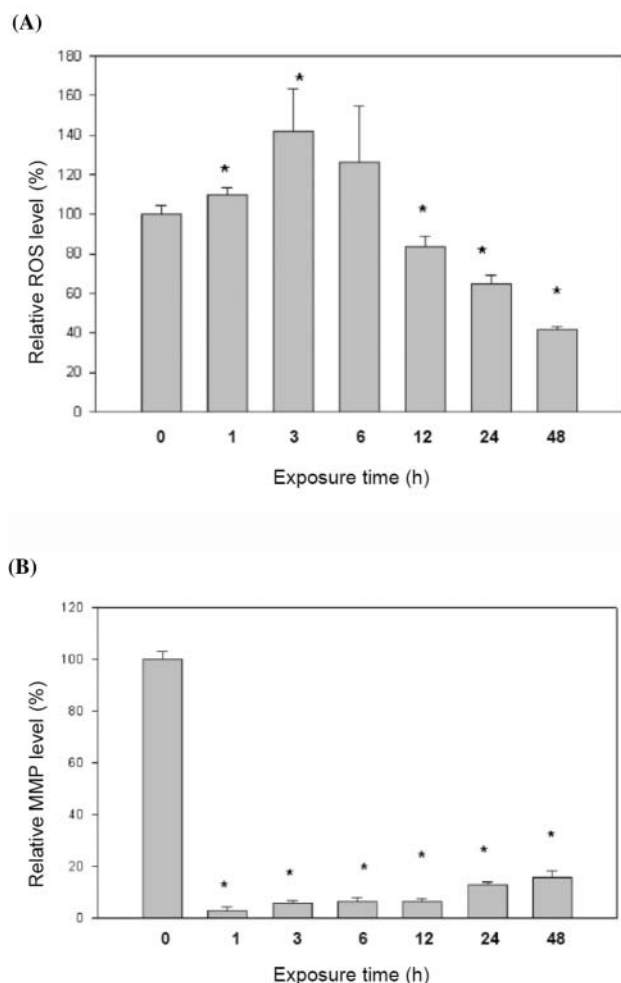 (A)
Relative ROS level (%)
180
160
140
120
100
80
60
40
20
0
* * * * *
0 1 3 6 12 24 48
Exposure time (h)
(B)
Relative MMP level (%)
120
100
80
60
40
20
0
* * * * * *
0 1 3 6 12 24 48
Exposure time (h)